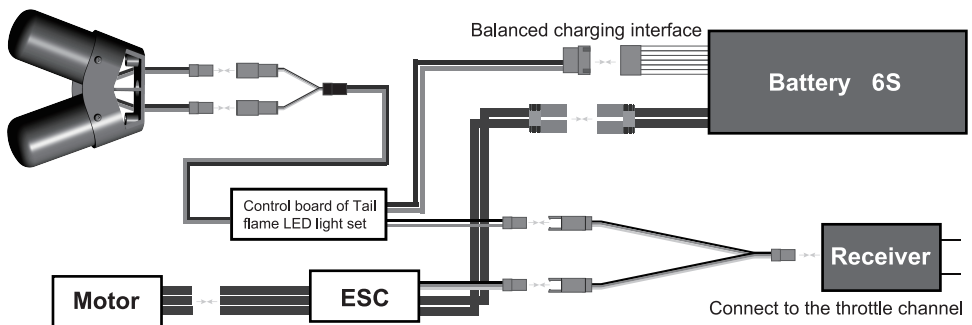 Balanced charging interface
Battery 6S
Control board of Tail
flame LED light set
Motor
ESC
Receiver
Connect to the throttle channel